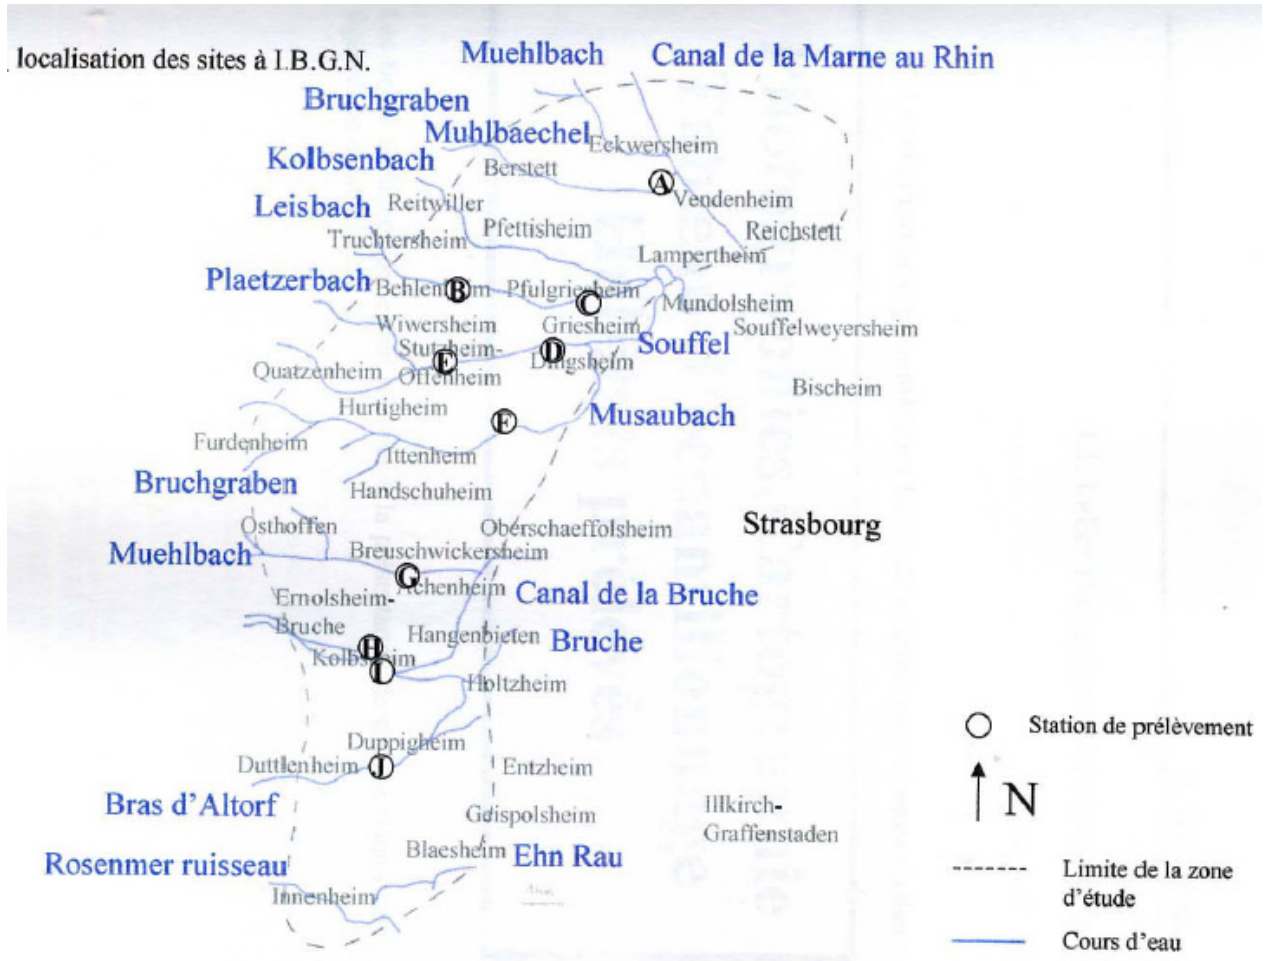 . localisation des sites à I.B.G.N.
Muehlbach
Canal de la Marne au Rhin
Bruchgraben
Muhlbaechel
Eckwersheim
Kolbsenbach
Berstett
A
Vendenheim
Leisbach
Reitwiller
Reichstett
Truchtersheim
Pfettisheim
Lampertheim
Plaetzerbach
B
Pfulgriesheim
C
Mundolsheim
Wiwersheim
Griesheim
Souffelweyersheim
Stutzheim-
Offenheim
E
D
Dingsheim
Souffel
Quatzenheim
Bischeim
Hurtigheim
F
Musaubach
Furdenheim
Ittenheim
Bruchgraben
Handschuheim
Osthoffen
Oberschaeffolsheim
Strasbourg
Muehlbach
Breuschwickersheim
G
Achenheim
Canal de la Bruche
Ernolsheim-
Bruche
Hangenbieten
Bruche
H
Kolbsheim
I
Holtzheim
Station de prélèvement
Duppigheim
Duttlenheim
J
Entzheim
N
Bras d'Altorf
Geispolsheim
Illkirch-
Graffenstaden
Rosenmer ruisseau
Blaesheim
Ehn Rau
Limite de la zone
d'étude
Innenheim
Cours d'eau